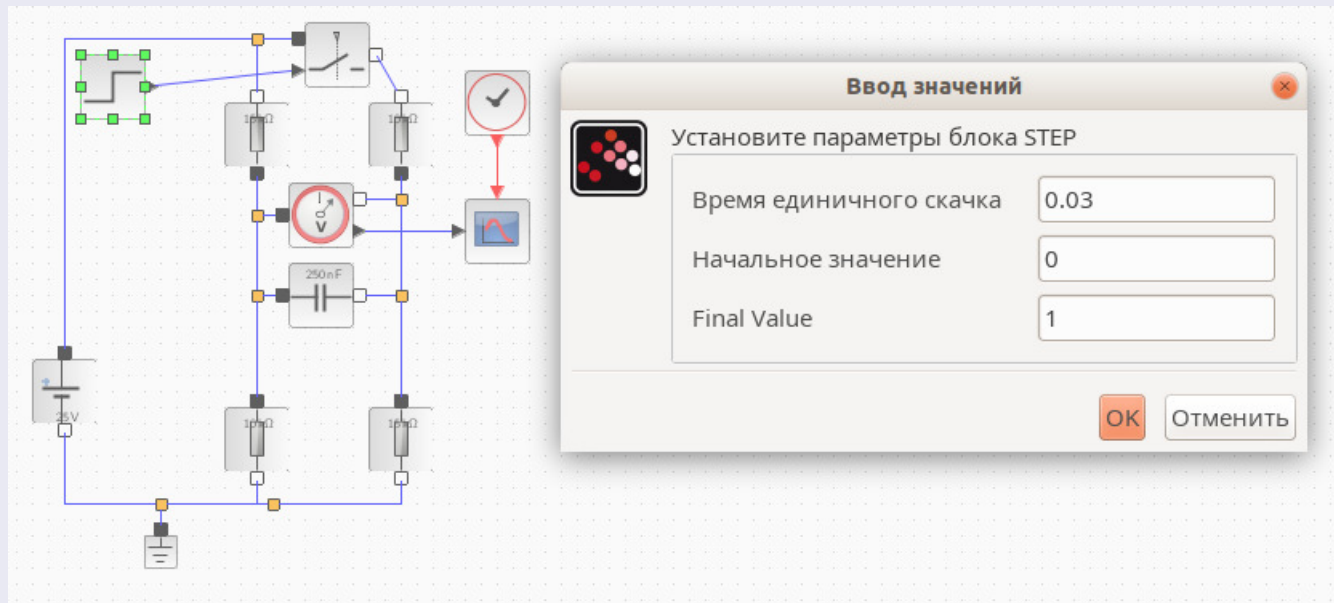 Ввод значений
Установите параметры блока STEP
Время единичного скачка
0.03
Начальное значение
0
Final Value
1
OK
Отменить
V
250nF
25V